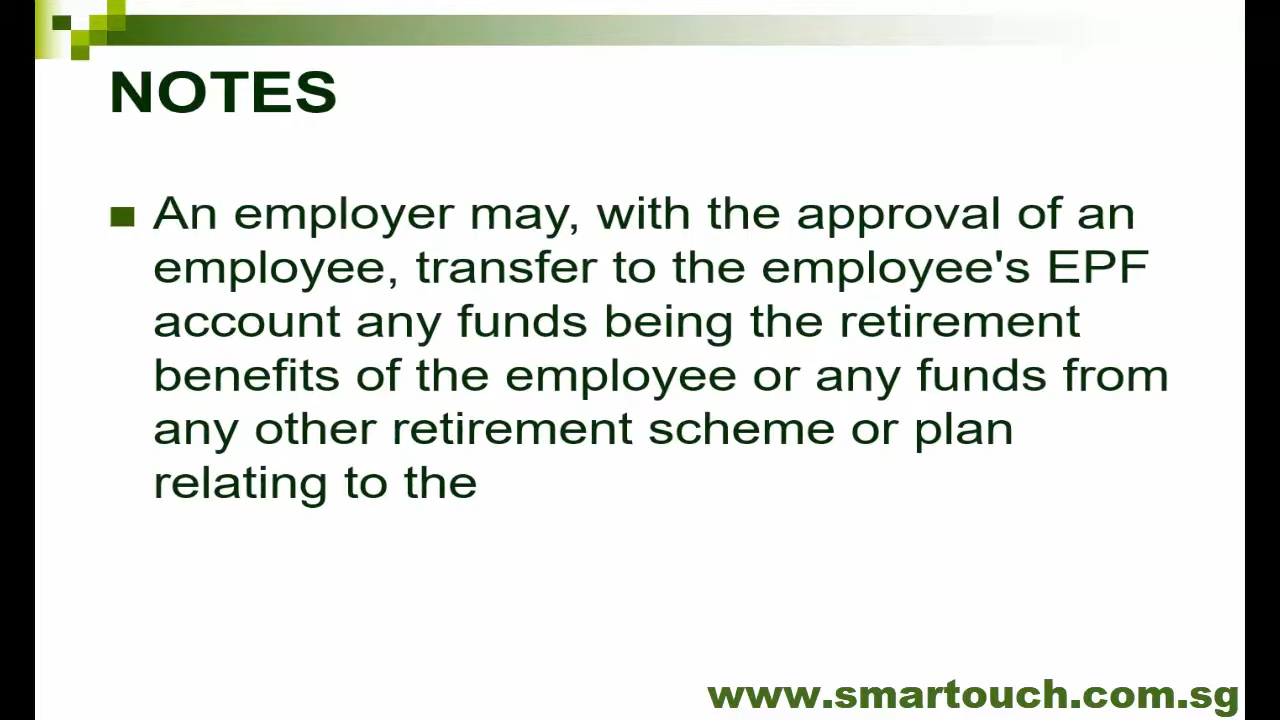 NOTES
An employer may, with the approval of an
employee, transfer to the employee's EPF
account any funds being the retirement
benefits of the employee or any funds from
any other retirement scheme or plan
relating to the
www.smartouch.com.sg